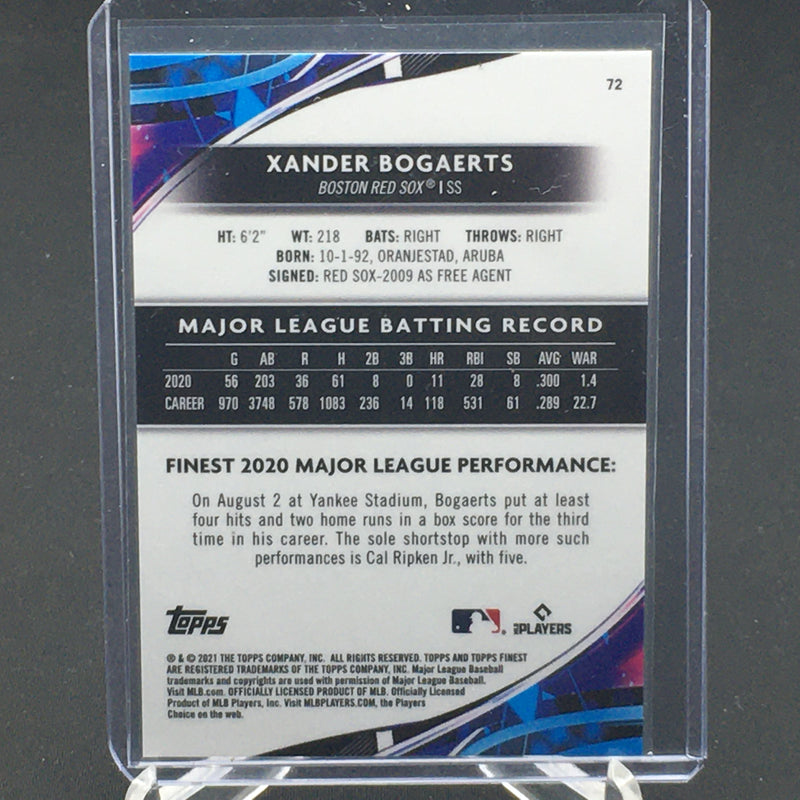 72
XANDER BOGAERTS
BOSTON RED SOX® | SS
HT: 6'2" WT: 218 BATS: RIGHT THROWS: RIGHT
BORN: 10-1-92, ORANJESTAD, ARUBA
SIGNED: RED SOX-2009 AS FREE AGENT
MAJOR LEAGUE BATTING RECORD
G AB R H 2B 3B HR RBI SB AVG WAR
2020 56 203 36 61 8 0 11 28 8 .300 1.4
CAREER 970 3748 578 1083 236 14 118 531 61 .289 22.7
FINEST 2020 MAJOR LEAGUE PERFORMANCE:
On August 2 at Yankee Stadium, Bogaerts put at least
four hits and two home runs in a box score for the third
time in his career. The sole shortstop with more such
performances is Cal Ripken Jr., with five.
Topps
MLB PLAYERS
® & © 2021 THE TOPPS COMPANY, INC. ALL RIGHTS RESERVED. TOPPS AND TOPPS FINEST
ARE REGISTERED TRADEMARKS OF THE TOPPS COMPANY, INC. Major League Baseball
trademarks and copyrights are used with permission of Major League Baseball.
Visit MLB.com. OFFICIALLY LICENSED PRODUCT OF MLB. Officially Licensed
Product of MLB Players, Inc. Visit MLBPLAYERS.COM, the Players
Choice on the web.